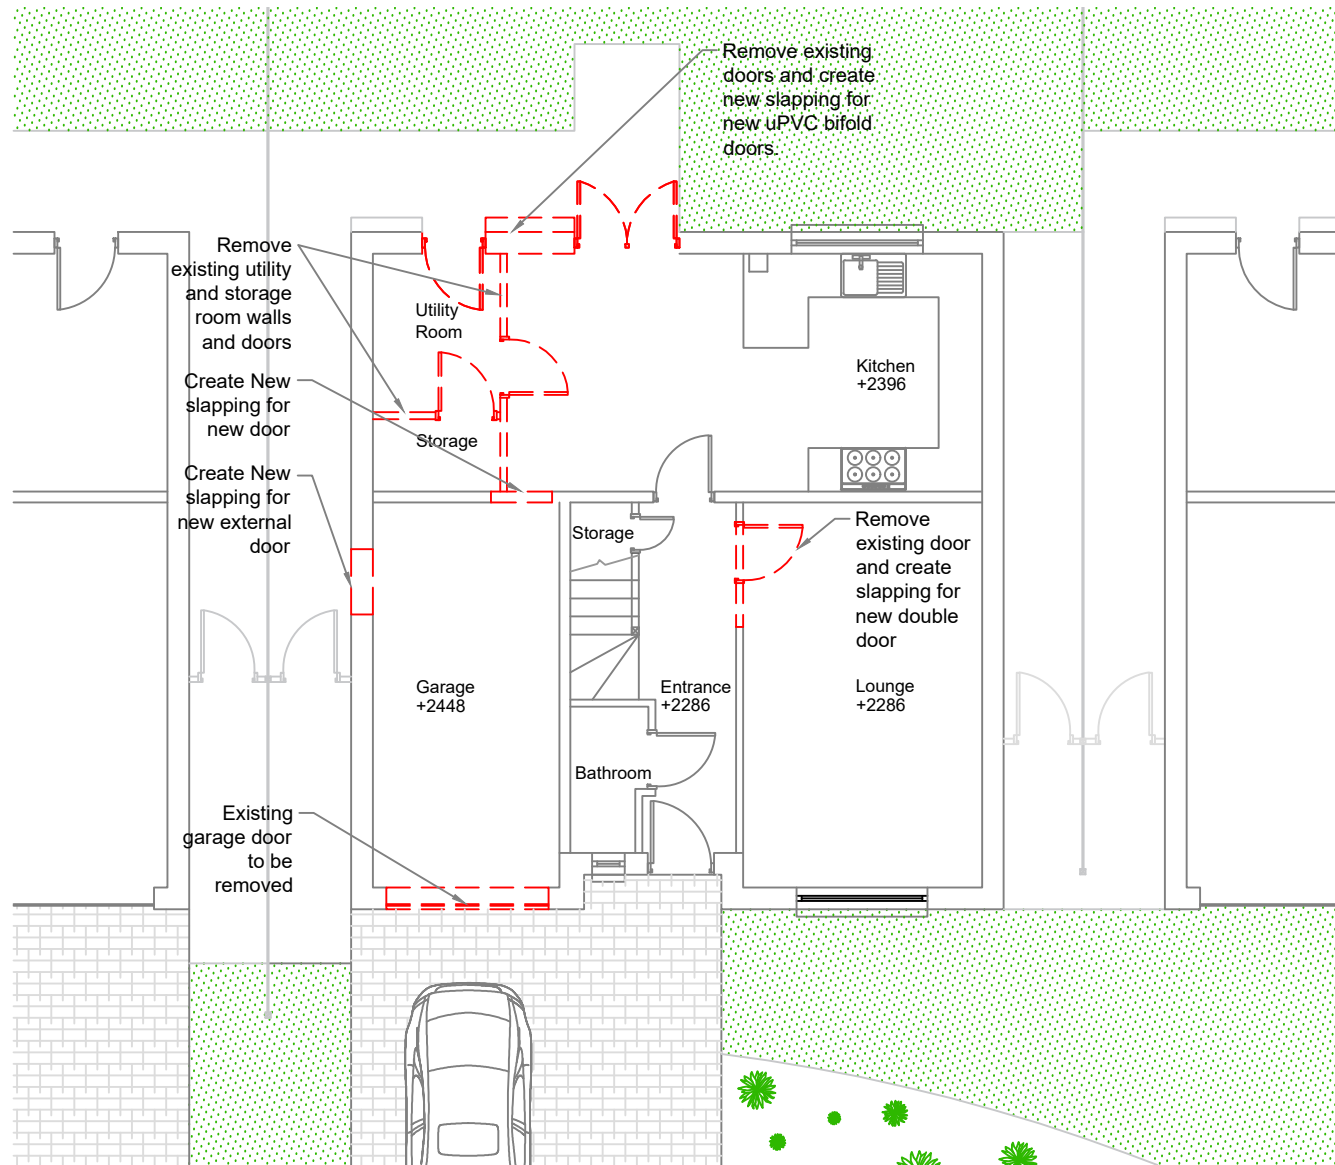 Remove existing
doors and create
new slapping for
new uPVC bifold
doors.
Remove
existing utility
and storage
room walls
and doors
Utility
Room
Create New
slapping for
new door
Kitchen
+2396
Storage
Create New
slapping for
new external
door
Storage
Remove
existing door
and create
slapping for
new double
door
Garage
+2448
Entrance
+2286
Lounge
+2286
Bathroom
Existing
garage door
to be
removed